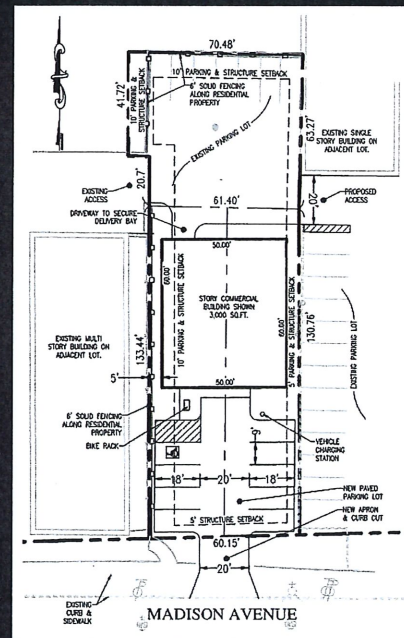 70.48'
10' PARKING & STRUCTURE SETBACK
6' SOLID FENCING
ALONG RESIDENTIAL
PROPERTY
41.72'
10' PARKING &
STRUCTURE SETBACK
EXISTING PARKING LOT
63.27'
EXISTING SINGLE
STORY BUILDING ON
ADJACENT LOT.
EXISTING
ACCESS
20.7'
61.40'
20'
PROPOSED
ACCESS
DRIVEWAY TO SECURE
DELIVERY BAY
50.00'
60.00'
10' PARKING & STRUCTURE SETBACK
STORY COMMERCIAL
BUILDING SHOWN
3,000 SQ.FT.
60.00'
5' PARKING & STRUCTURE SETBACK
130.76'
EXISTING PARKING LOT
EXISTING MULTI
STORY BUILDING ON
ADJACENT LOT.
133.44'
5'
50.00'
6' SOLID FENCING
ALONG RESIDENTIAL
PROPERTY
BIKE RACK
VEHICLE
CHARGING
STATION
18'
20'
18'
NEW PAVED
PARKING LOT
5' STRUCTURE SETBACK
NEW APRON
& CURB CUT
60.15'
20'
EXISTING
CURB &
SIDEWALK
MADISON AVENUE